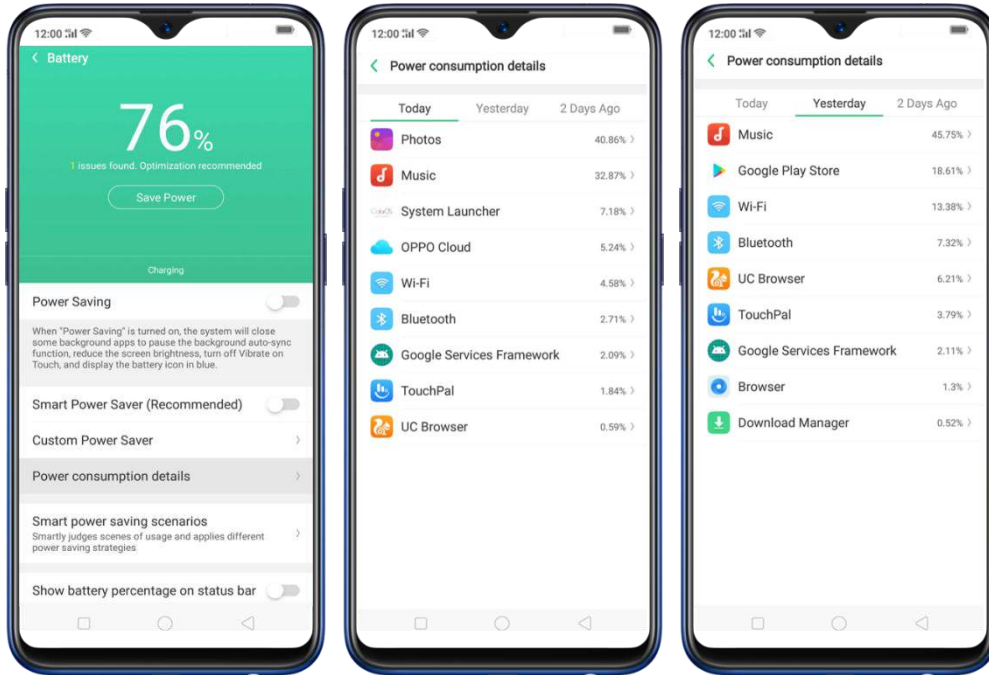 12:00
Battery
76%
1 issues found. Optimization recommended
Save Power
Charging
Power Saving
When "Power Saving" is turned on, the system will close
some background apps to pause the background auto-sync
function, reduce the screen brightness, turn off Vibrate on
Touch, and display the battery icon in blue.
Smart Power Saver (Recommended)
Custom Power Saver
Power consumption details
Smart power saving scenarios
Smartly judges scenes of usage and applies different
power saving strategies
Show battery percentage on status bar
12:00
Power consumption details
Today Yesterday 2 Days Ago
Photos 40.86%
Music 32.87%
System Launcher 7.18%
OPPO Cloud 5.24%
Wi-Fi 4.58%
Bluetooth 2.71%
Google Services Framework 2.09%
TouchPal 1.84%
UC Browser 0.59%
12:00
Power consumption details
Today Yesterday 2 Days Ago
Music 45.75%
Google Play Store 18.61%
Wi-Fi 13.38%
Bluetooth 7.32%
UC Browser 6.21%
TouchPal 3.79%
Google Services Framework 2.11%
Browser 1.3%
Download Manager 0.52%